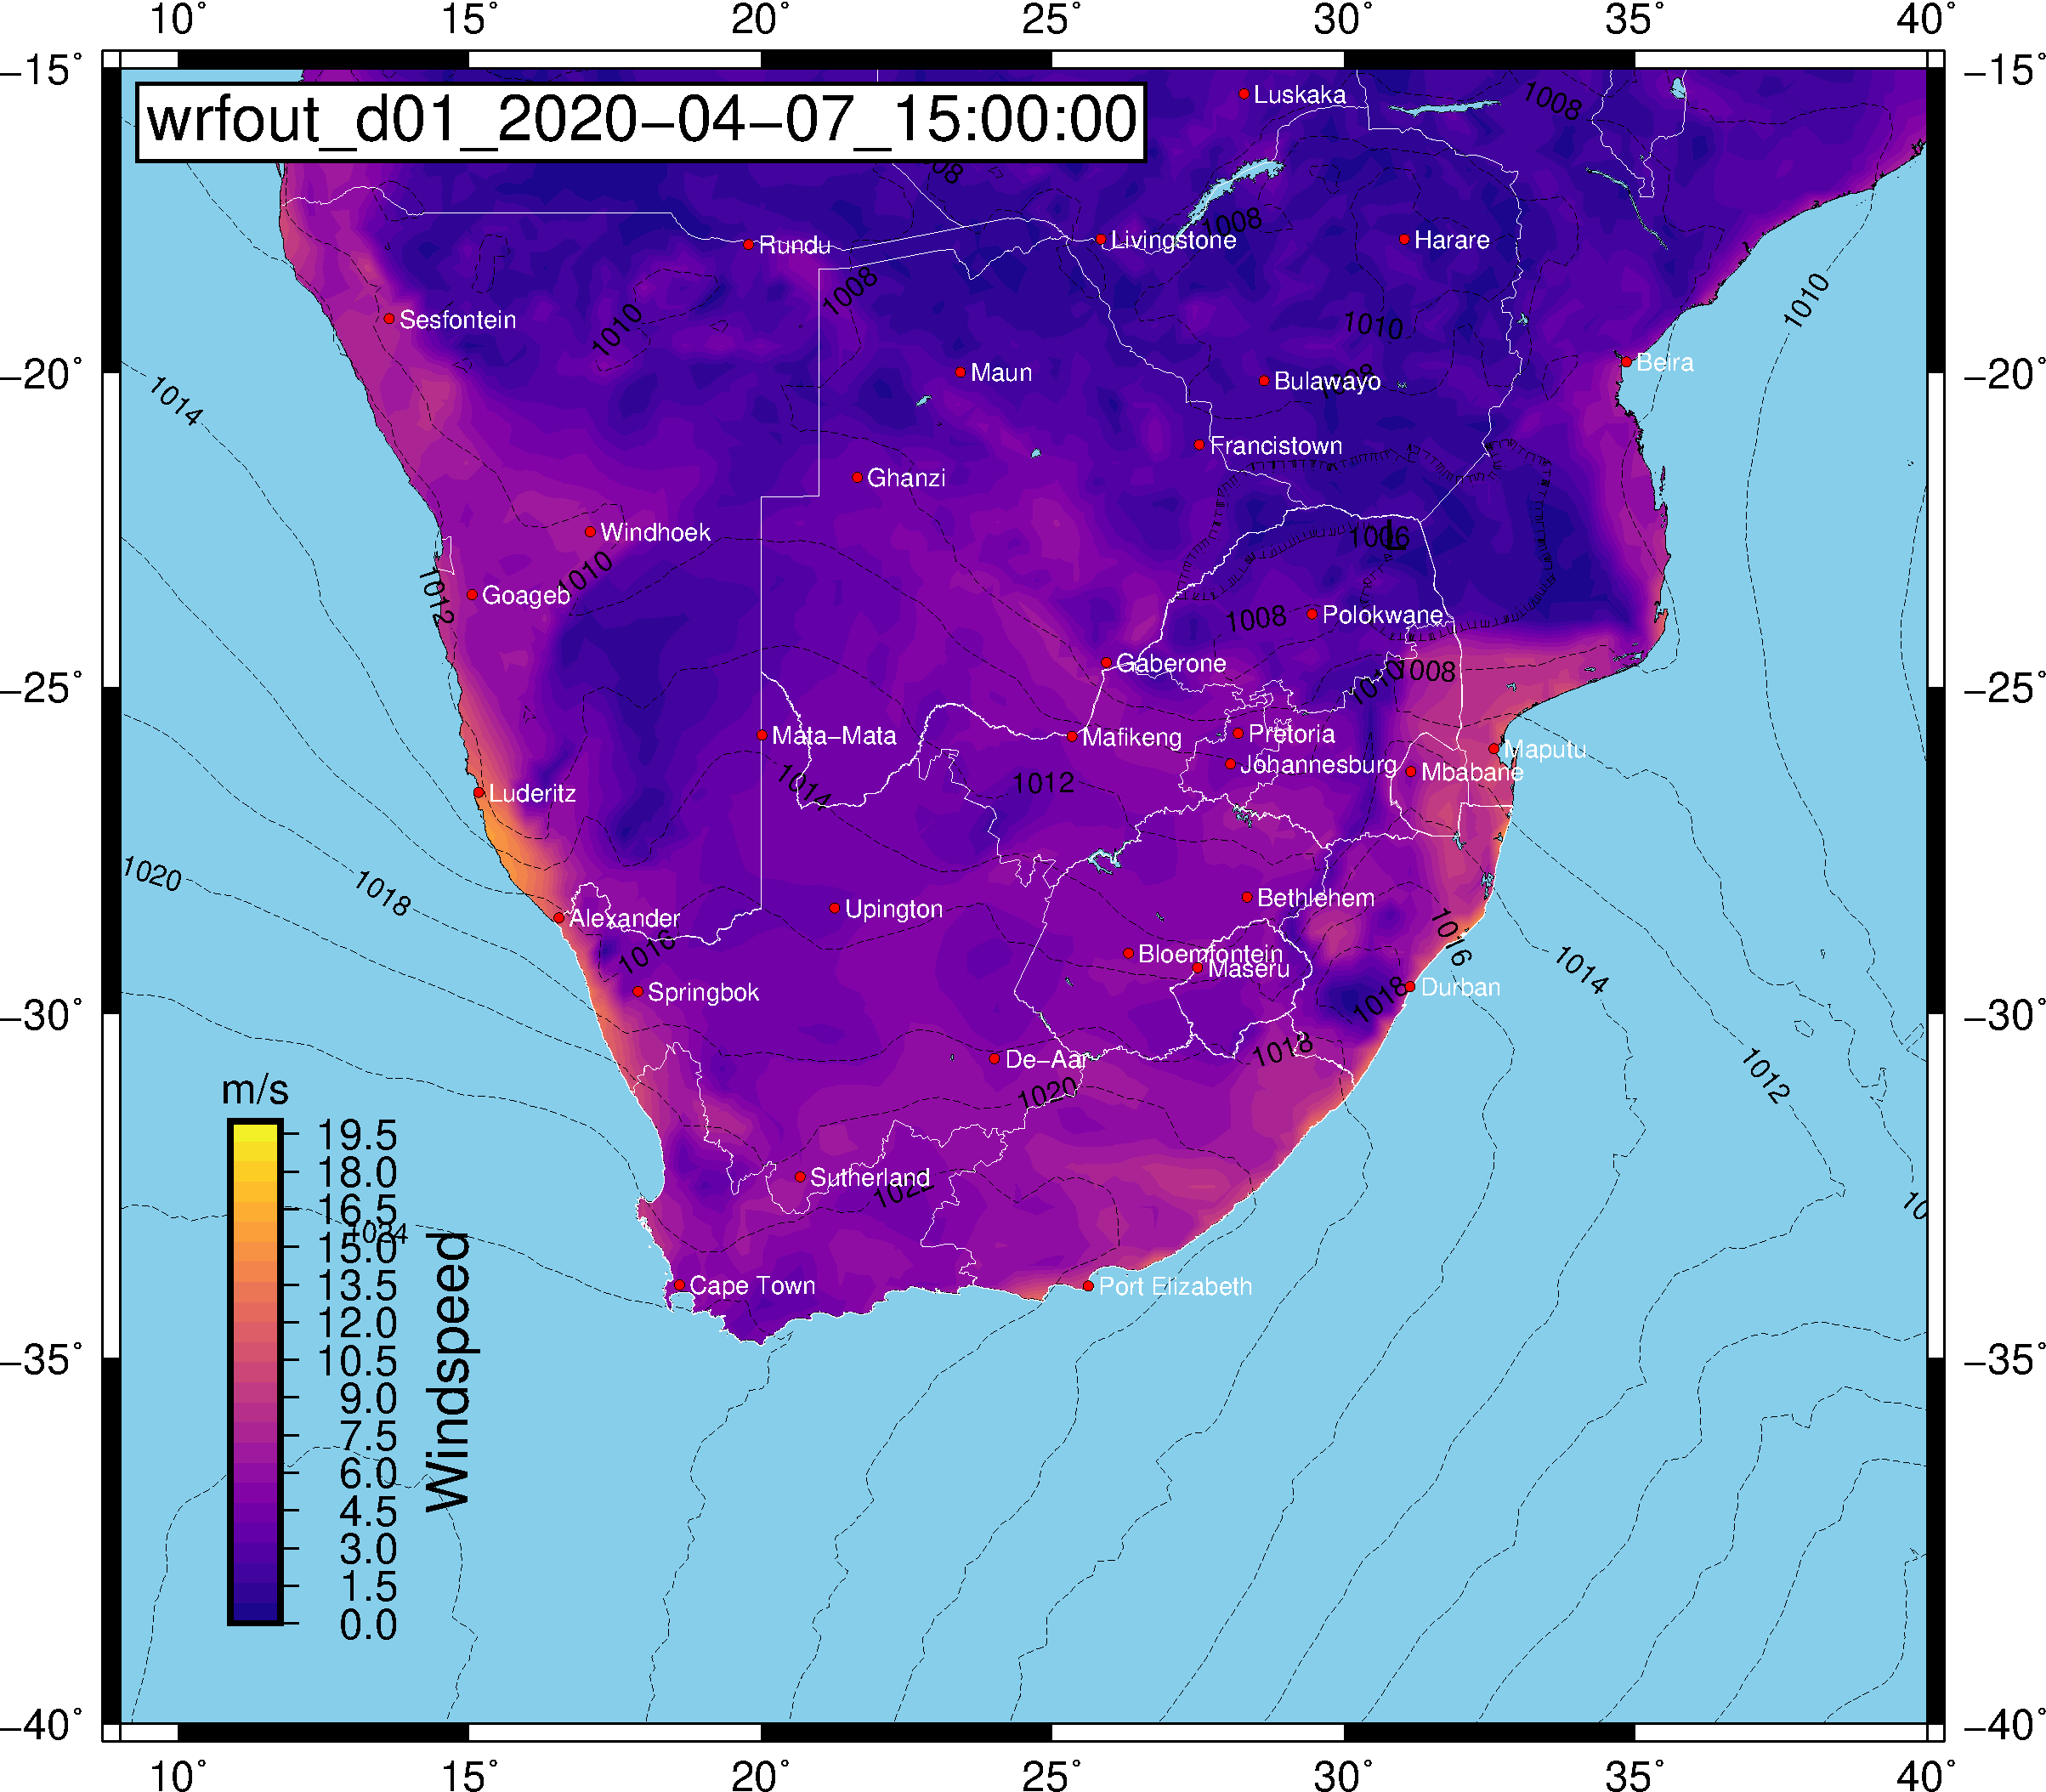 10° 15° 20° 25° 30° 35° 40°
−15° −15°
wrfout_d01_2020−04−07_15:00:00
Luskaka
1008
1008
Rundu
Livingstone
Harare
1008
1010
1010
1010
Sesfontein
−20° −20°
Beira
Maun
Bulawayo
1014
Francistown
Ghanzi
Windhoek
1006
L
1010
1012
Goageb
1008
Polokwane
Gaberone
1008
1010
−25° −25°
Mata−Mata
Mafikeng
Pretoria
Maputu
Johannesburg
Mbabane
1012
1014
Luderitz
1020
1018
Bethlehem
Upington
Alexander
1016
1016
Bloemfontein
Maseru
1014
Springbok
1018
Durban
−30° −30°
De−Aar
1018
1020
1012
m/s
Sutherland
1022
1024
Cape Town
Port Elizabeth
19.5
18.0
16.5
15.0
13.5
12.0
10.5
9.0
7.5
6.0
4.5
3.0
1.5
0.0
Windspeed
−35° −35°
−40° −40°
10° 15° 20° 25° 30° 35° 40°